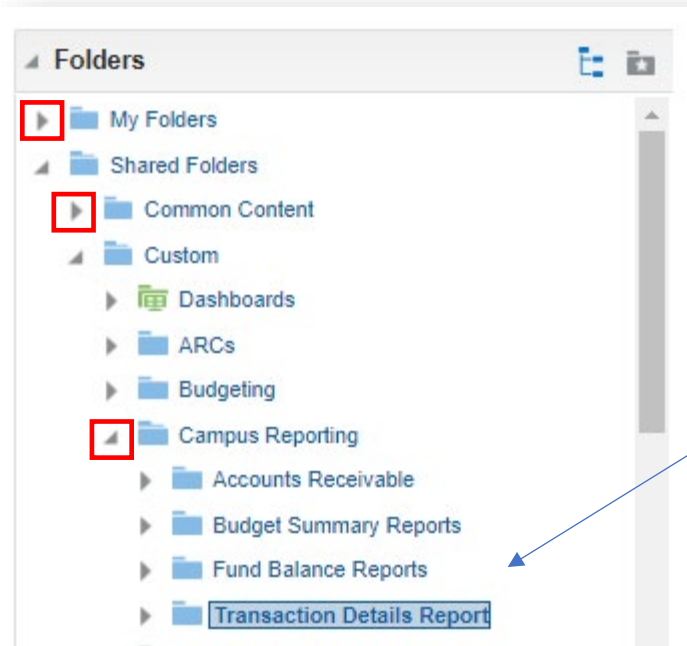 Folders
My Folders
Shared Folders
Common Content
Custom
Dashboards
ARCs
Budgeting
Campus Reporting
Accounts Receivable
Budget Summary Reports
Fund Balance Reports
Transaction Details Report